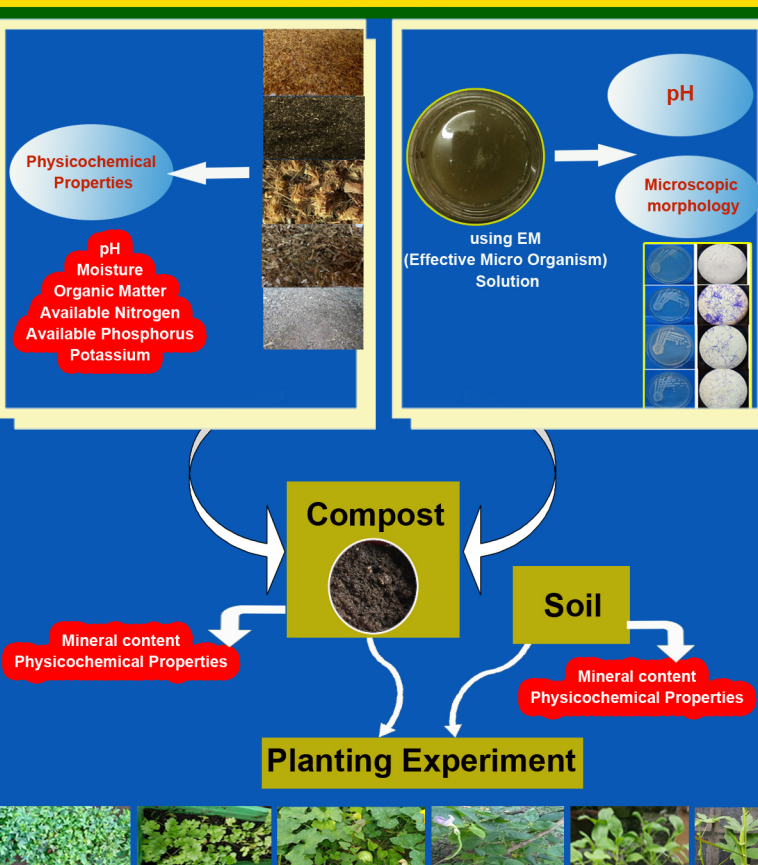 Physicochemical
Properties
pH
Moisture
Organic Matter
Available Nitrogen
Available Phosphorus
Potassium
using EM
(Effective Micro Organism)
Solution
pH
Microscopic
morphology
Compost
Soil
Mineral content
Physicochemical Properties
Mineral content
Physicochemical Properties
Planting Experiment